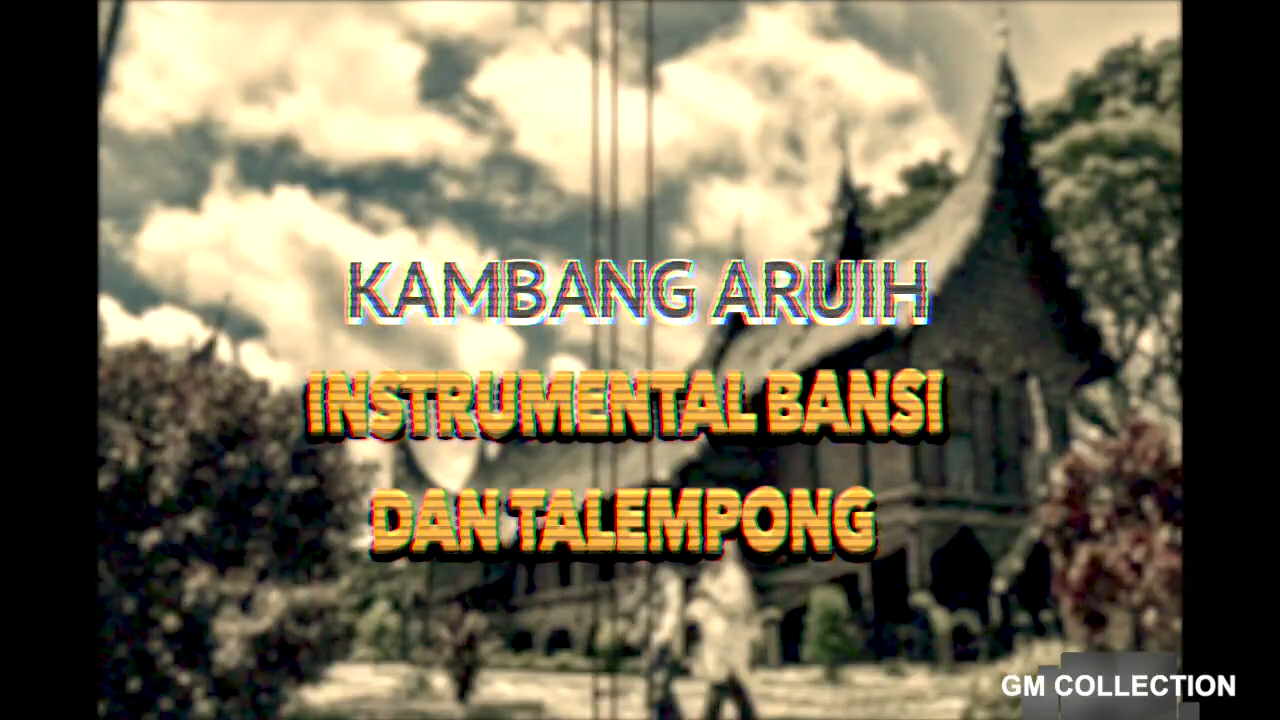 KAMBANG ARUIH
INSTRUMENTAL BANSI
DAN TALEMPONG
GM COLLECTION